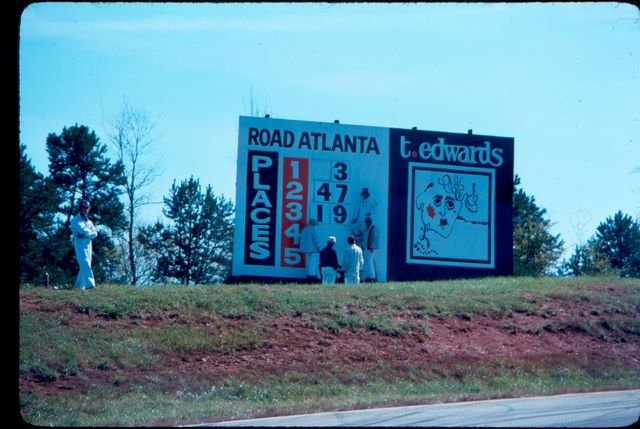 ROAD ATLANTA
PLACES
1 3
2 47
3 19
4
5
t. edwards